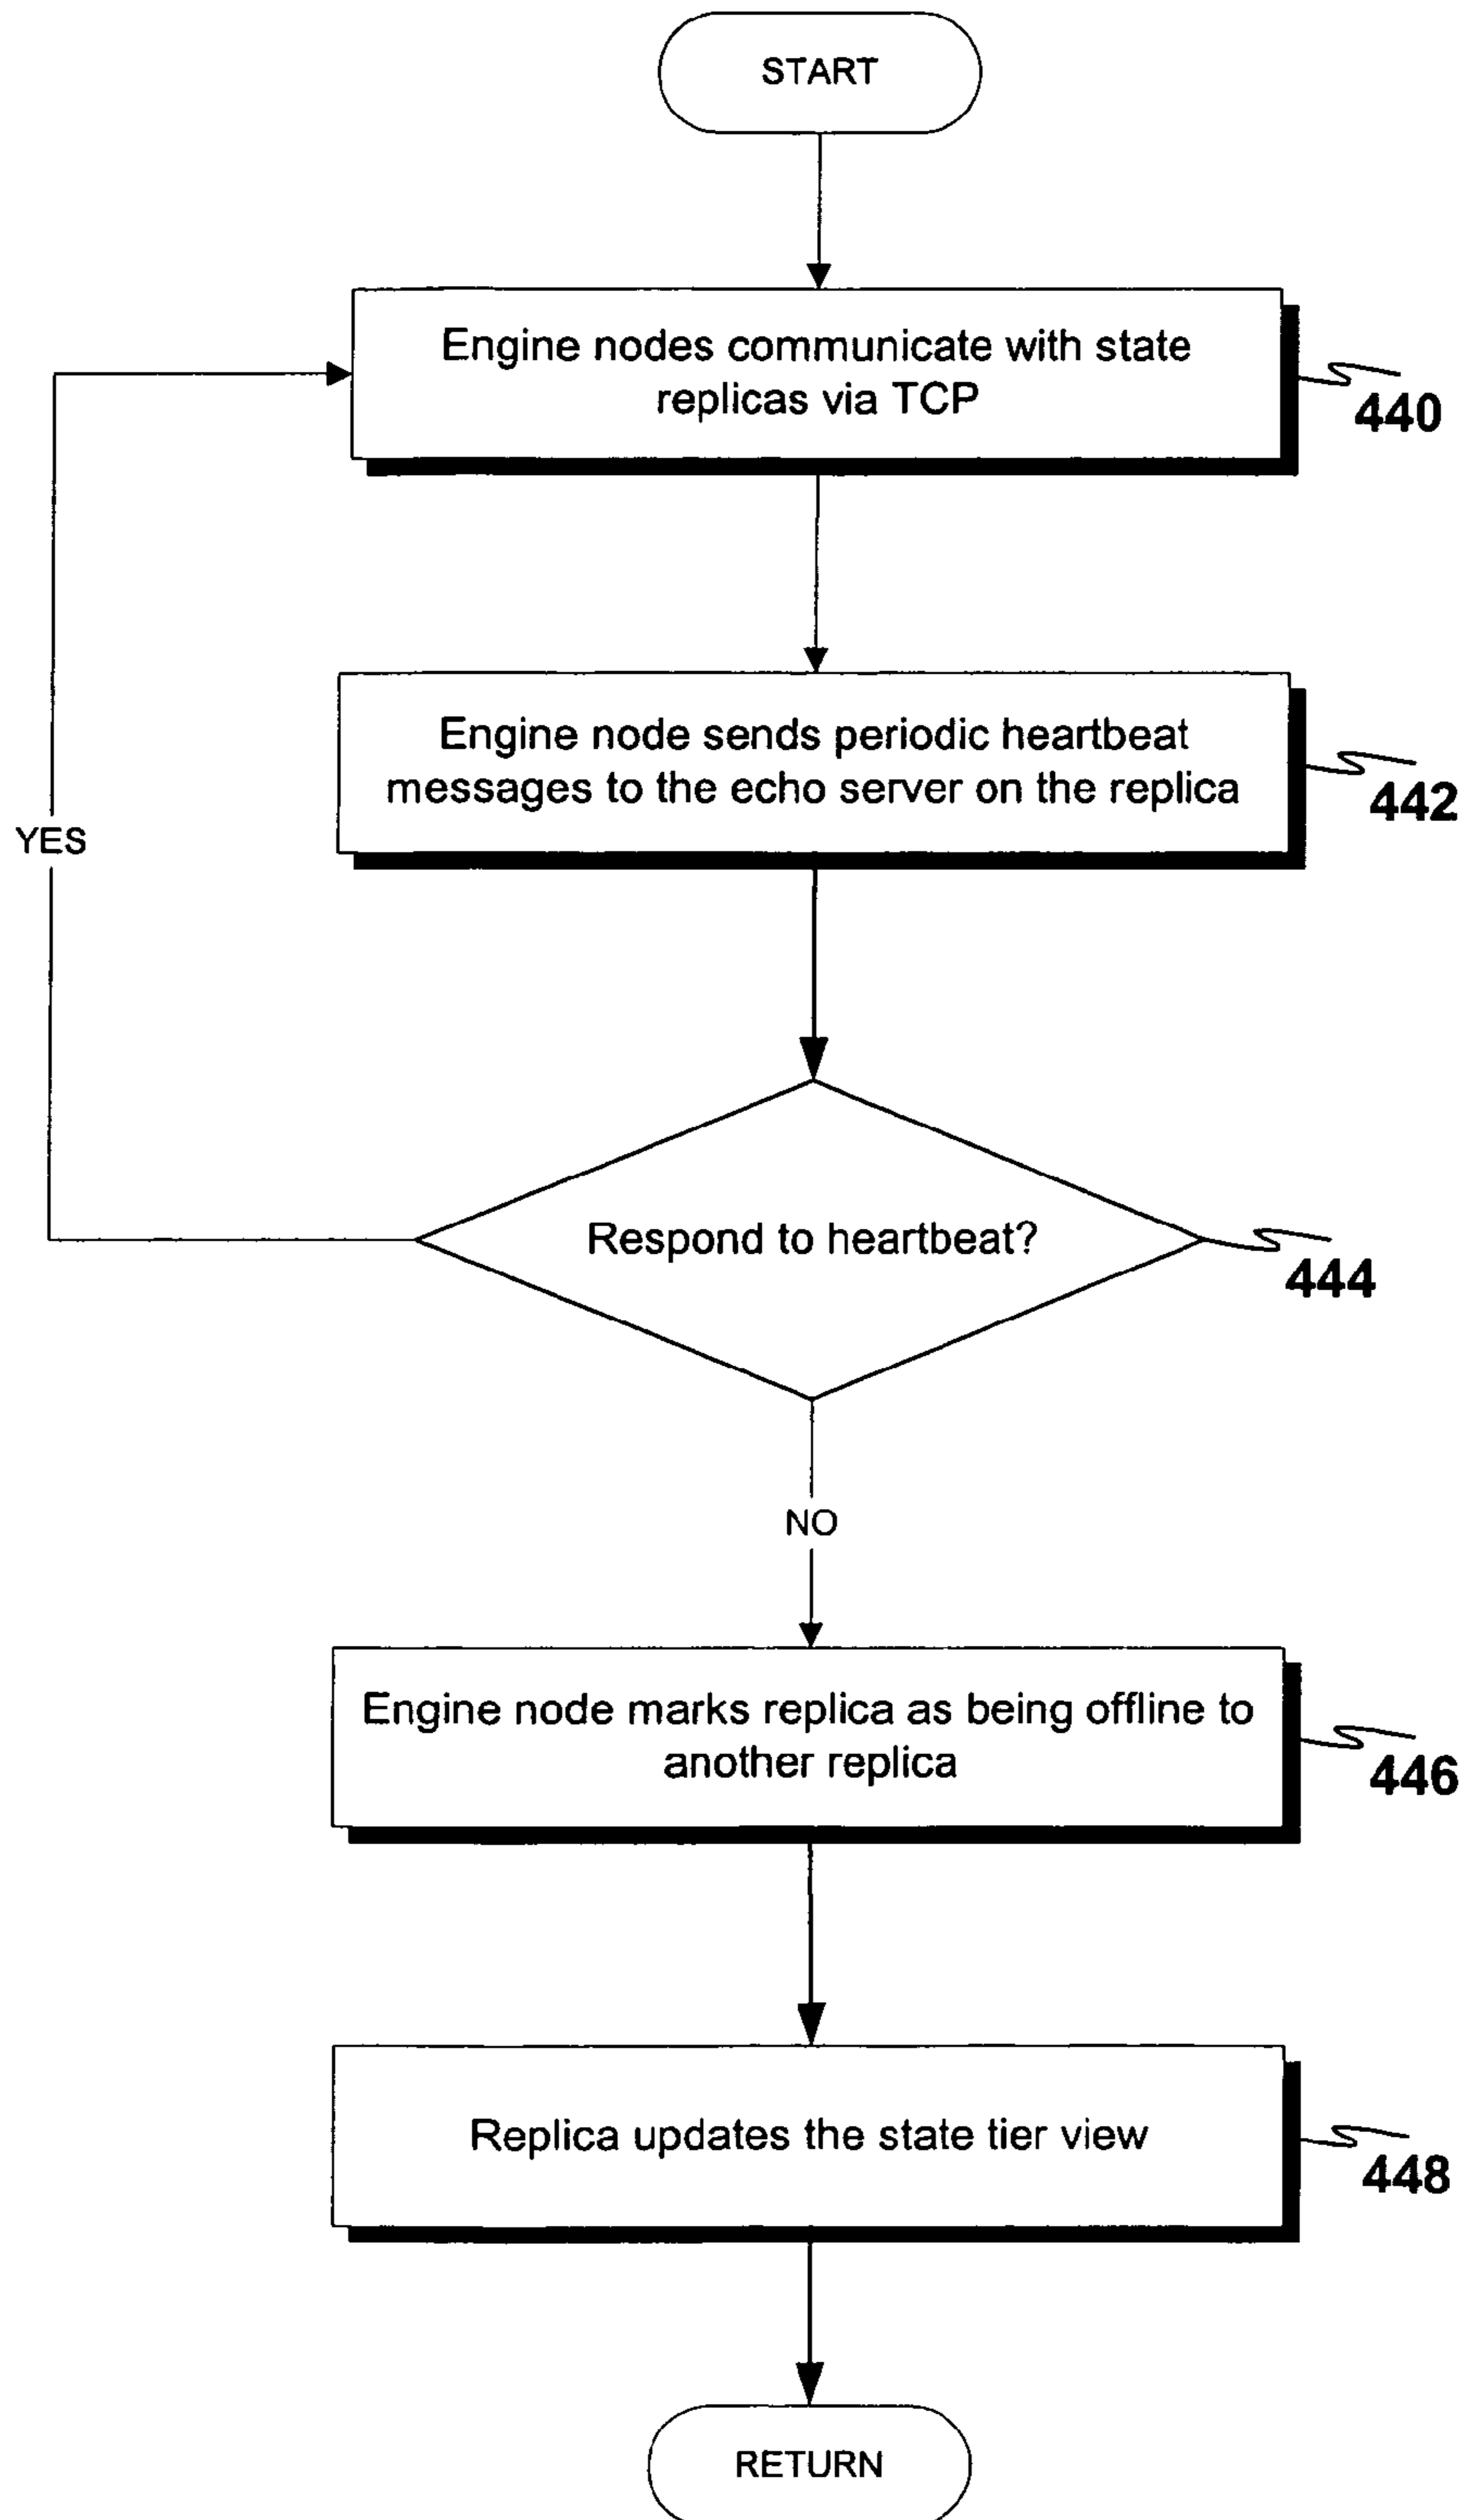 START
Engine nodes communicate with state
replicas via TCP
440
Engine node sends periodic heartbeat
messages to the echo server on the replica
442
YES
Respond to heartbeat?
444
NO
Engine node marks replica as being offline to
another replica
446
Replica updates the state tier view
448
RETURN